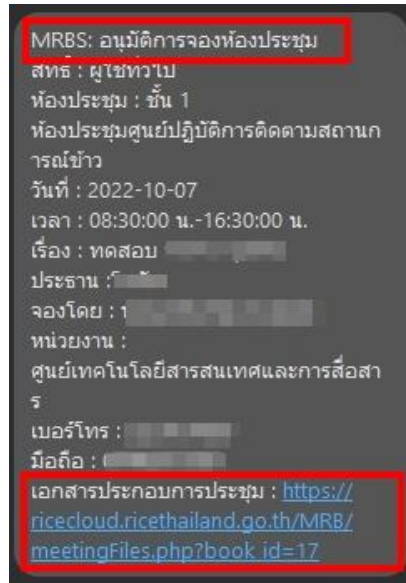 MRBS: อนุมัติการจองห้องประชุม
สิทธิ์ : ผู้ใช้ทั่วไป
ห้องประชุม : ชั้น 1
ห้องประชุมศูนย์ปฏิบัติการติดตามสถานก
ารณ์ข้าว
วันที่ : 2022-10-07
เวลา : 08:30:00 น.-16:30:00 น.
เรื่อง : ทดสอบ
ประธาน :
จองโดย :
หน่วยงาน :
ศูนย์เทคโนโลยีสารสนเทศและการสื่อสา
ร
เบอร์โทร :
มือถือ :
เอกสารประกอบการประชุม : https://
ricecloud.ricethailand.go.th/MRB/
meetingFiles.php?book_id=17